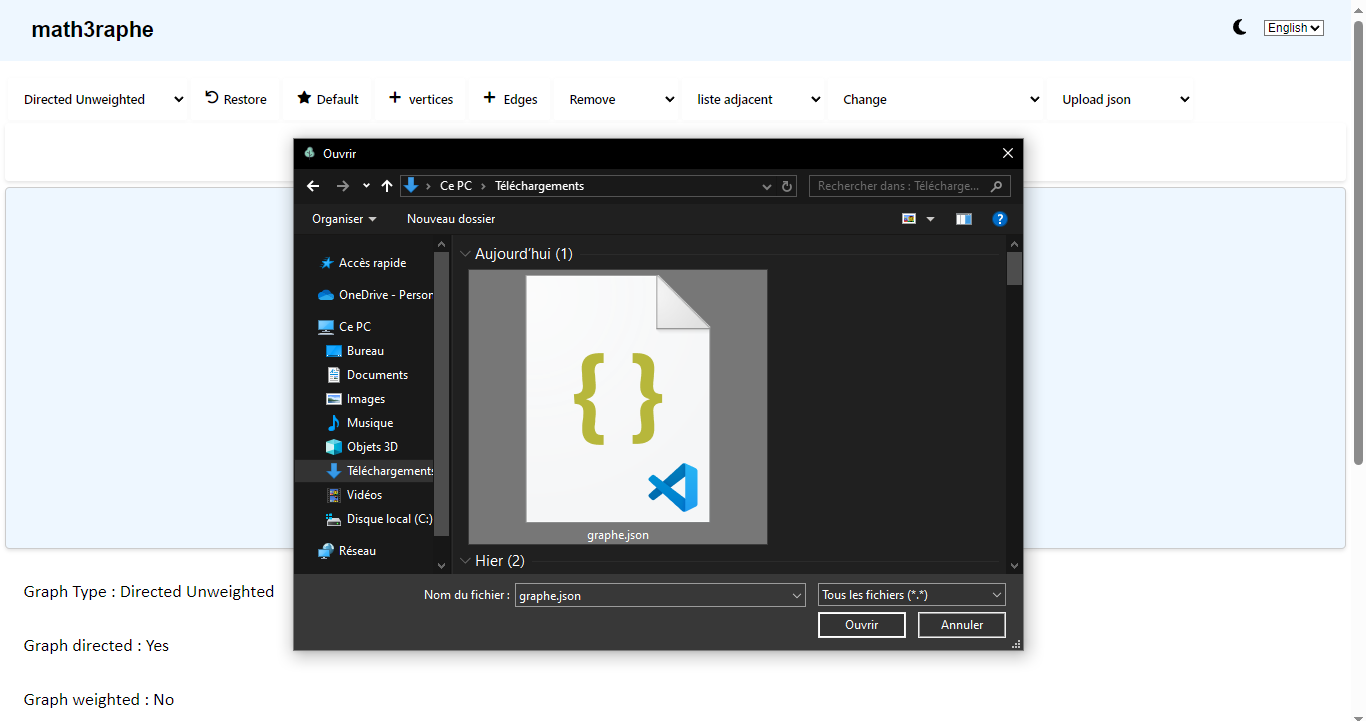 math3raphe
English
Directed Unweighted Restore Default vertices Edges Remove liste adjacent Change Upload json
Ouvrir
Ce PC Téléchargements
Rechercher dans : Télécharge...
Organiser Nouveau dossier
Accès rapide
OneDrive - Person
Ce PC
Bureau
Documents
Images
Musique
Objets 3D
Téléchargements
Vidéos
Disque local (C:)
Réseau
Aujourd'hui (1)
{ }
graphe.json
Hier (2)
Nom du fichier : graphe.json Tous les fichiers (*.*)
Ouvrir Annuler
Graph Type : Directed Unweighted
Graph directed : Yes
Graph weighted : No